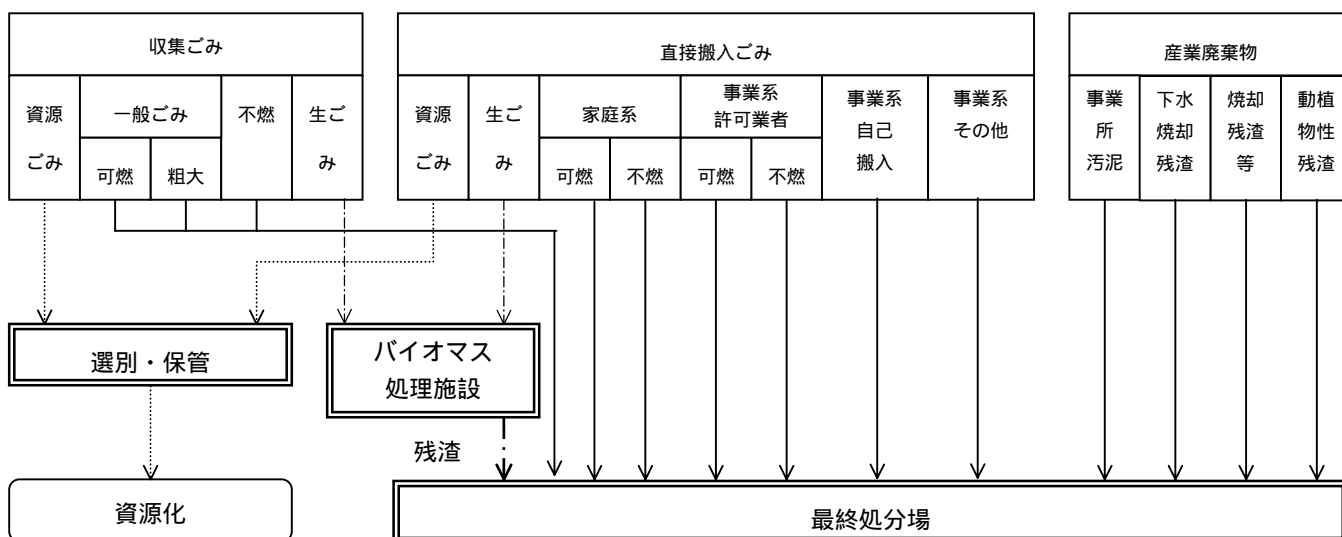 収集ごみ
資源
ごみ
一般ごみ
可燃
粗大
不燃
生ご
み
直接搬入ごみ
資源
ごみ
生ご
み
家庭系
可燃
不燃
事業系
許可業者
可燃
不燃
事業系
自己
搬入
事業系
その他
産業廃棄物
事業
所
汚泥
下水
焼却
残渣
焼却
残渣
等
動植
物性
残渣
選別・保管
バイオマス
処理施設
残渣
資源化
最終処分場